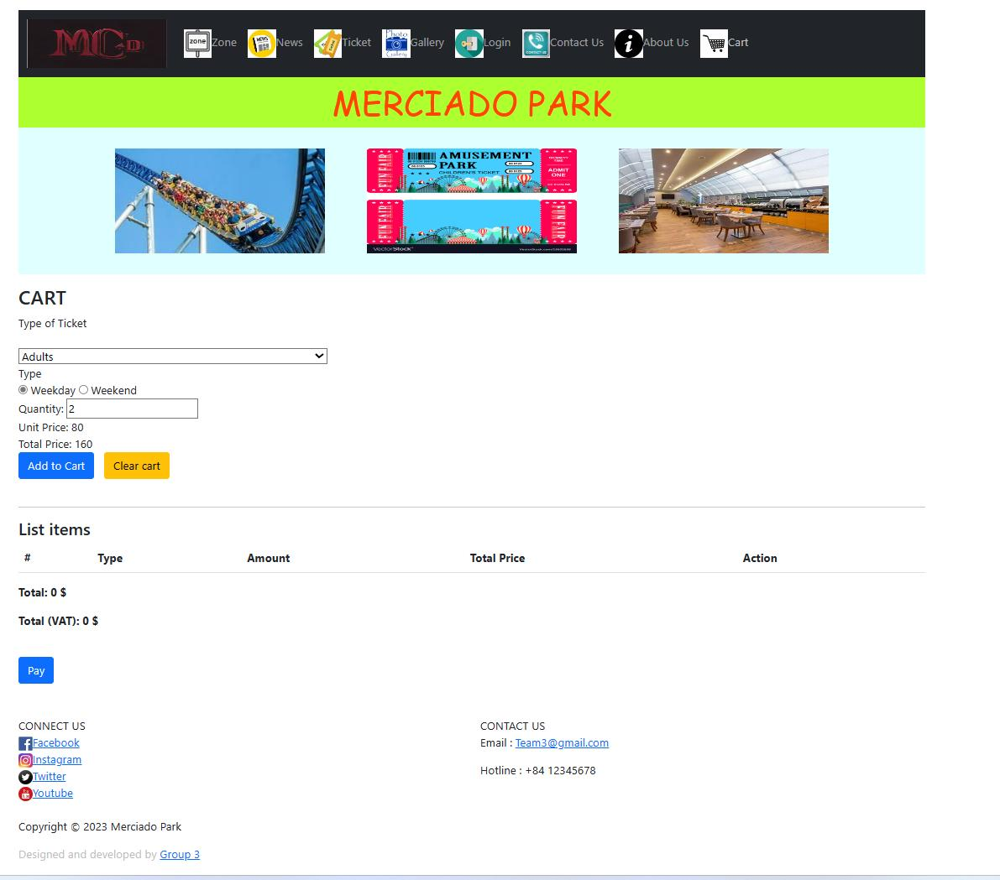 MCD
zone Zone NEWS News Ticket Photo Gallery Gallery Login CONTACT US Contact Us i About Us Cart
MERCIADO PARK
FUN FAIR
AMUSEMENT
PARK
CHILDREN'S TICKET
ADMIT
ONE
FUN FAIR
FUN FAIR
VectorStock
CART
Type of Ticket
Adults
Type
Weekday Weekend
Quantity: 2
Unit Price: 80
Total Price: 160
Add to Cart Clear cart
List items
# Type Amount Total Price Action
Total: 0 $
Total (VAT): 0 $
Pay
CONNECT US
Facebook
Instagram
Twitter
Youtube
CONTACT US
Email : Team3@gmail.com
Hotline : +84 12345678
Copyright © 2023 Merciado Park
Designed and developed by Group 3